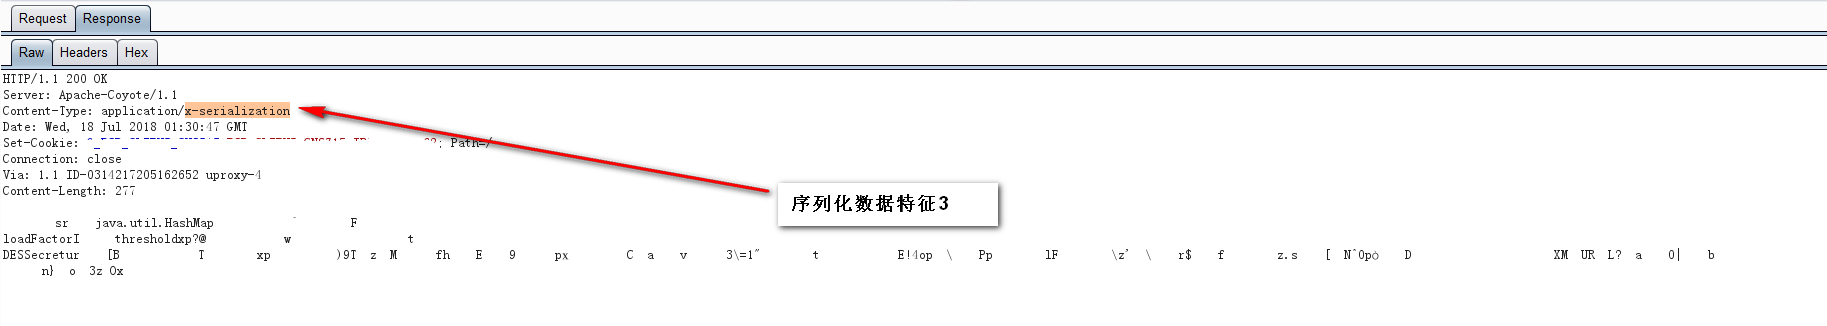 Request Response
Raw Headers Hex
HTTP/1.1 200 OK
Server: Apache-Coyote/1.1
Content-Type: application/x-serialization
Date: Wed, 18 Jul 2018 01:30:47 GMT
Set-Cookie: Path=/
Connection: close
Via: 1.1 ID-0314217205162652 uproxy-4
Content-Length: 277
序列化数据特征3
sr java.util.HashMap F
loadFactorI thresholdxp?@ w t
DESSecretur [B T xp )9T z M fh E 9 px C a v 3\=1" t E!4op \ Pp lF \z' \ r$ f z.s [ N^0pò D XM UR L? a 0| b
n} o 3z 0x